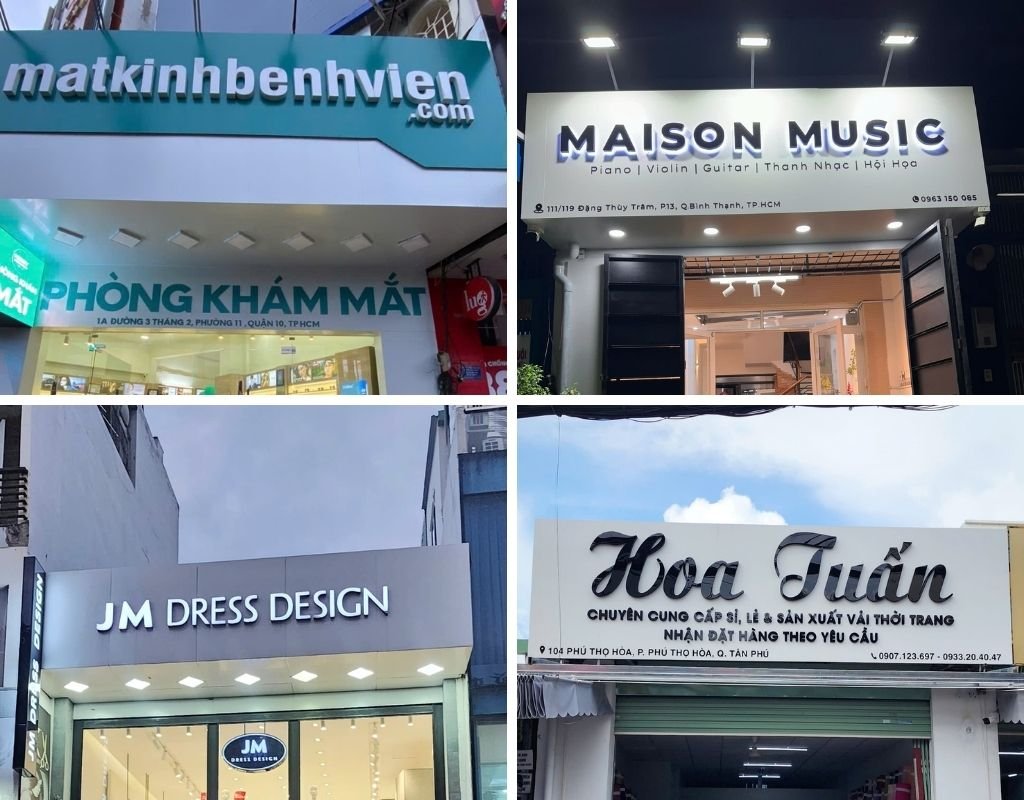 matkinhbenhvien
.com
MẮT
PHÒNG KHÁM MẮT
1A ĐƯỜNG 3 THÁNG 2, PHƯỜNG 11, QUẬN 10, TP HCM
MAISON MUSIC
Piano | Violin | Guitar | Thanh Nhạc | Hội Họa
111/119 Đặng Thùy Trâm, P.13, Q.Bình Thạnh, TP.HCM
0963 150 085
JM DRESS DESIGN
JM DRESS DESIGN
JM
DRESS DESIGN
Hoa Tuấn
CHUYÊN CUNG CẤP SỈ, LẺ & SẢN XUẤT VẢI THỜI TRANG
NHẬN ĐẶT HÀNG THEO YÊU CẦU
104 PHÚ THỌ HÒA, P. PHÚ THỌ HÒA, Q. TÂN PHÚ
0907.123.697 - 0933.20.40.47